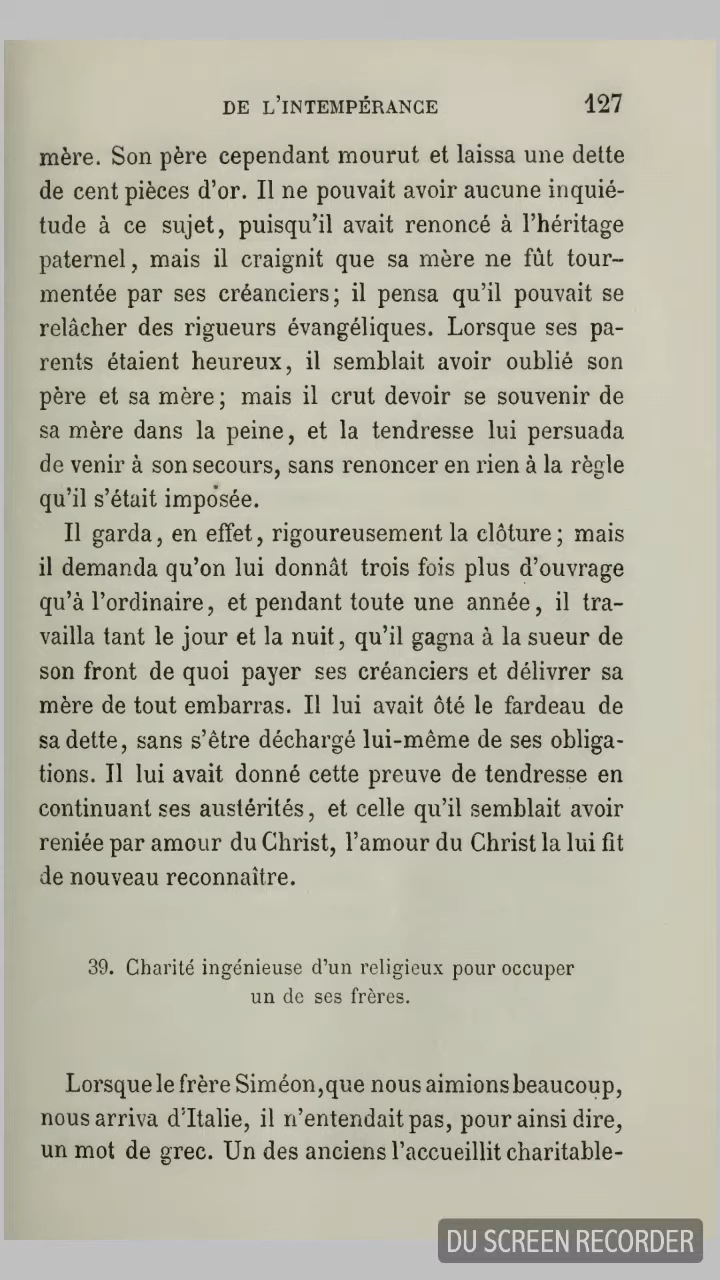 DE L'INTEMPÉRANCE 127
mère. Son père cependant mourut et laissa une dette
de cent pièces d'or. Il ne pouvait avoir aucune inquié-
tude à ce sujet, puisqu'il avait renoncé à l'héritage
paternel, mais il craignit que sa mère ne fût tour-
mentée par ses créanciers; il pensa qu'il pouvait se
relâcher des rigueurs évangéliques. Lorsque ses pa-
rents étaient heureux, il semblait avoir oublié son
père et sa mère; mais il crut devoir se souvenir de
sa mère dans la peine, et la tendresse lui persuada
de venir à son secours, sans renoncer en rien à la règle
qu'il s'était imposée.
Il garda, en effet, rigoureusement la clôture; mais
il demanda qu'on lui donnât trois fois plus d'ouvrage
qu'à l'ordinaire, et pendant toute une année, il tra-
vailla tant le jour et la nuit, qu'il gagna à la sueur de
son front de quoi payer ses créanciers et délivrer sa
mère de tout embarras. Il lui avait ôté le fardeau de
sa dette, sans s'être déchargé lui-même de ses obliga-
tions. Il lui avait donné cette preuve de tendresse en
continuant ses austérités, et celle qu'il semblait avoir
reniée par amour du Christ, l'amour du Christ la lui fit
de nouveau reconnaître.
39. Charité ingénieuse d'un religieux pour occuper
un de ses frères.
Lorsque le frère Siméon, que nous aimions beaucoup,
nous arriva d'Italie, il n'entendait pas, pour ainsi dire,
un mot de grec. Un des anciens l'accueillit charitable-
DU SCREEN RECORDER